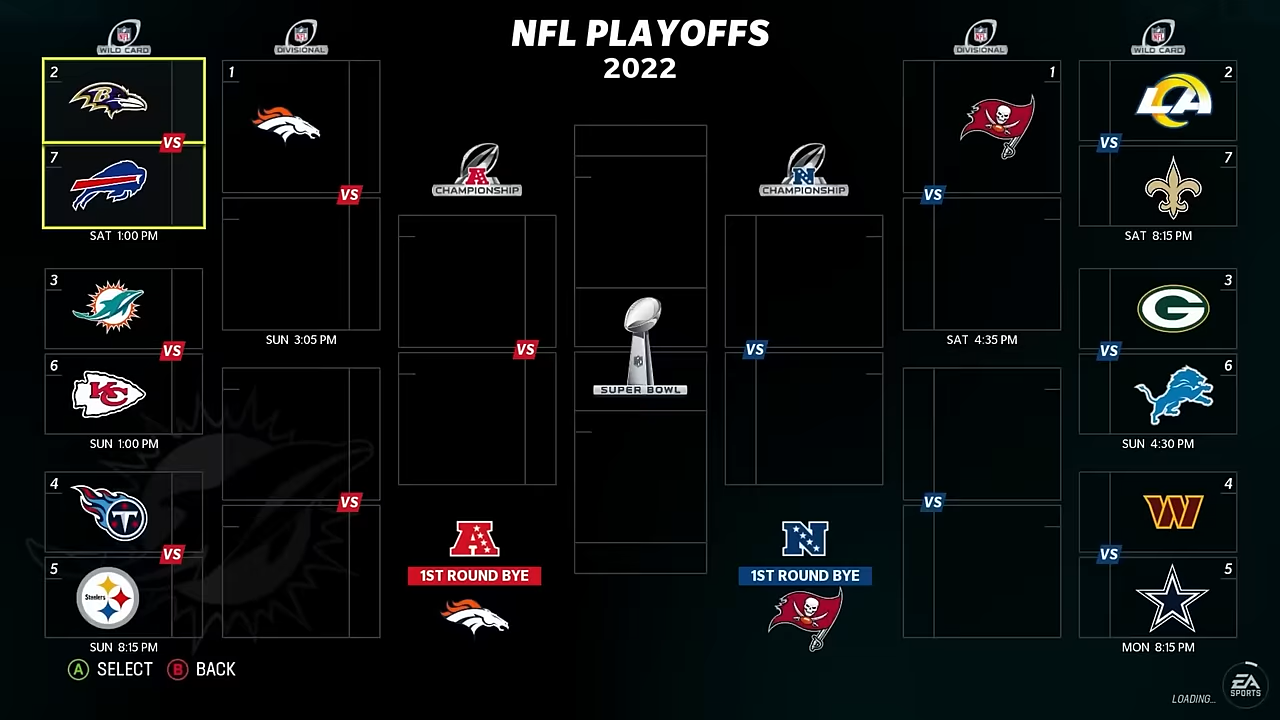 NFL PLAYOFFS
2022
WILD CARD
DIVISIONAL
DIVISIONAL
WILD CARD
2
VS
7
SAT 1:00 PM
3
VS
6
KC
SUN 1:00 PM
4
T
VS
5
Steelers
SUN 8:15 PM
1
VS
SUN 3:05 PM
VS
A
CHAMPIONSHIP
VS
SUPER BOWL
N
CHAMPIONSHIP
VS
A
1ST ROUND BYE
N
1ST ROUND BYE
1
VS
SAT 4:35 PM
VS
LA
2
VS
7
SAT 8:15 PM
G
3
VS
6
SUN 4:30 PM
W
4
VS
5
MON 8:15 PM
A SELECT B BACK
LOADING...
EA
SPORTS